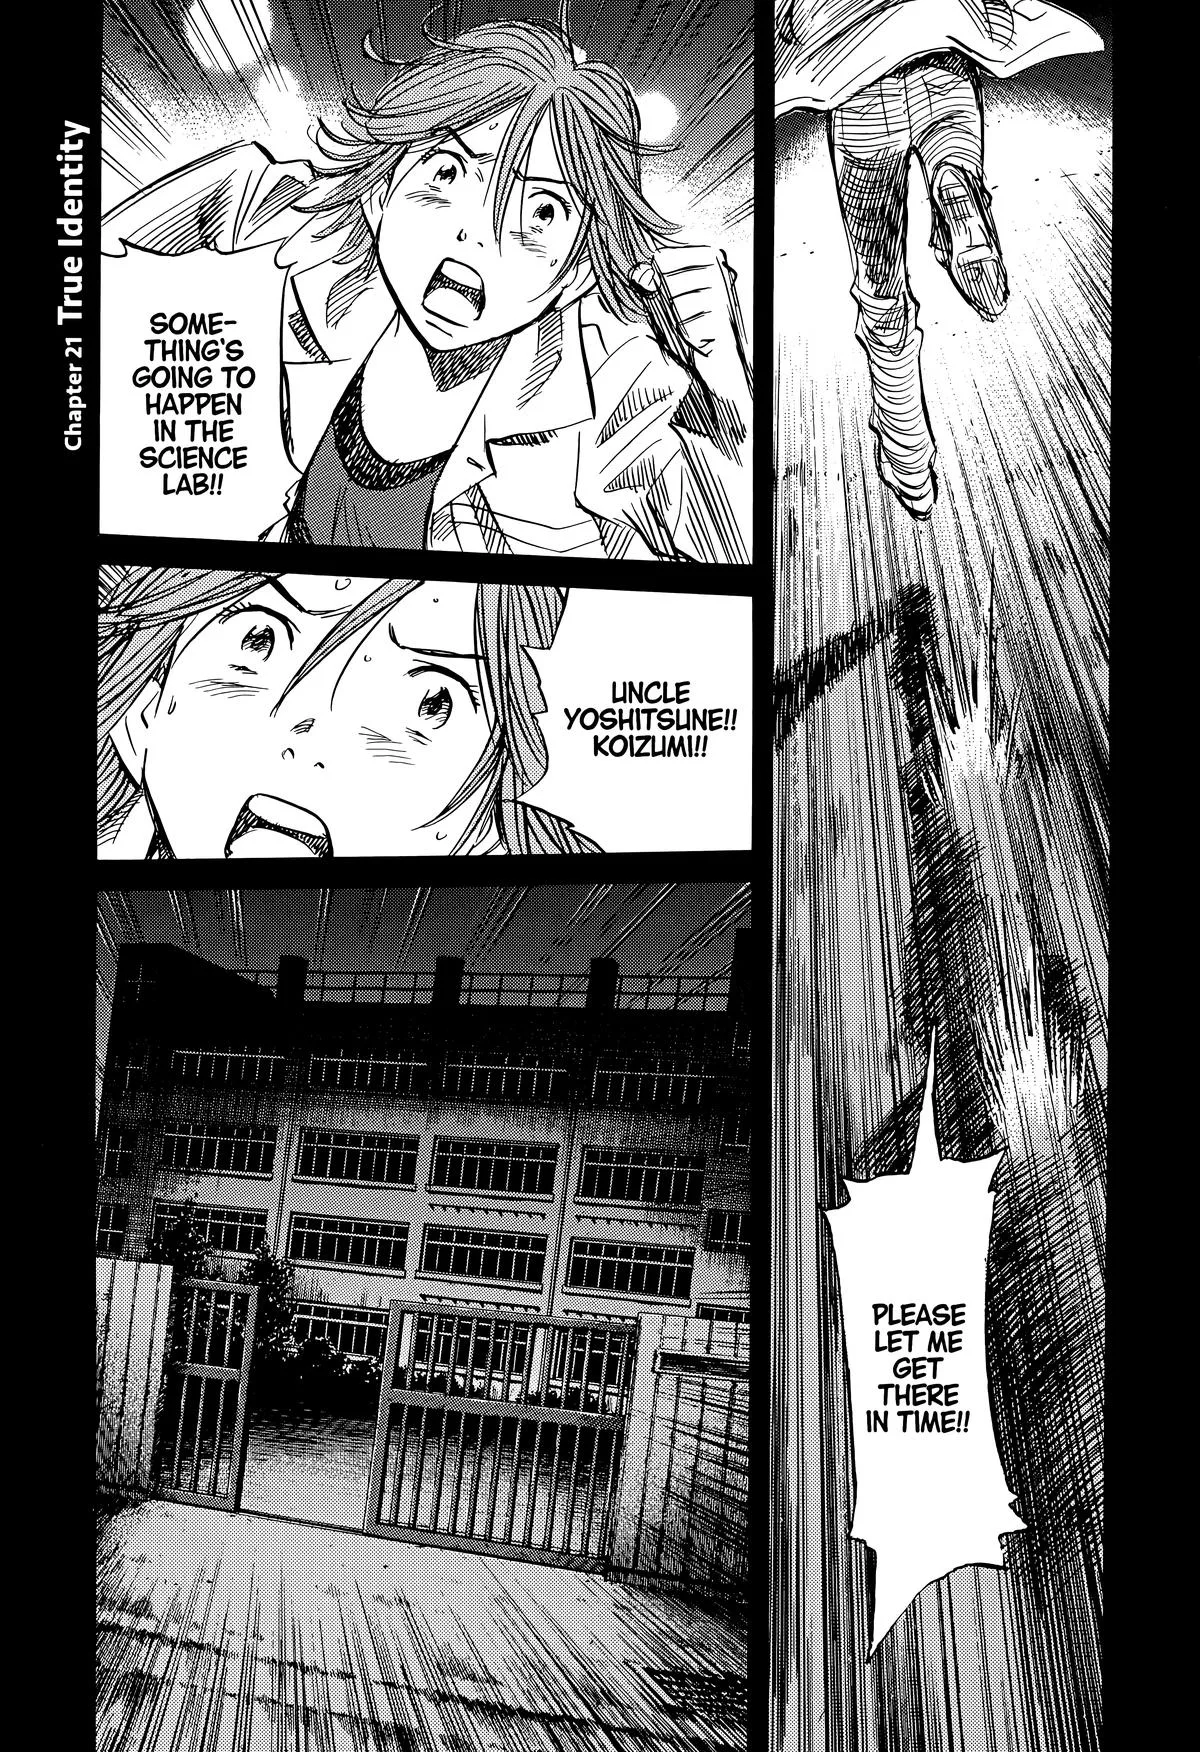 Chapter 21 True Identity
PLEASE
LET ME
GET
THERE
IN TIME!!
SOME-
THING'S
GOING TO
HAPPEN
IN THE
SCIENCE
LAB!!
UNCLE
YOSHITSUNE!!
KOIZUMI!!